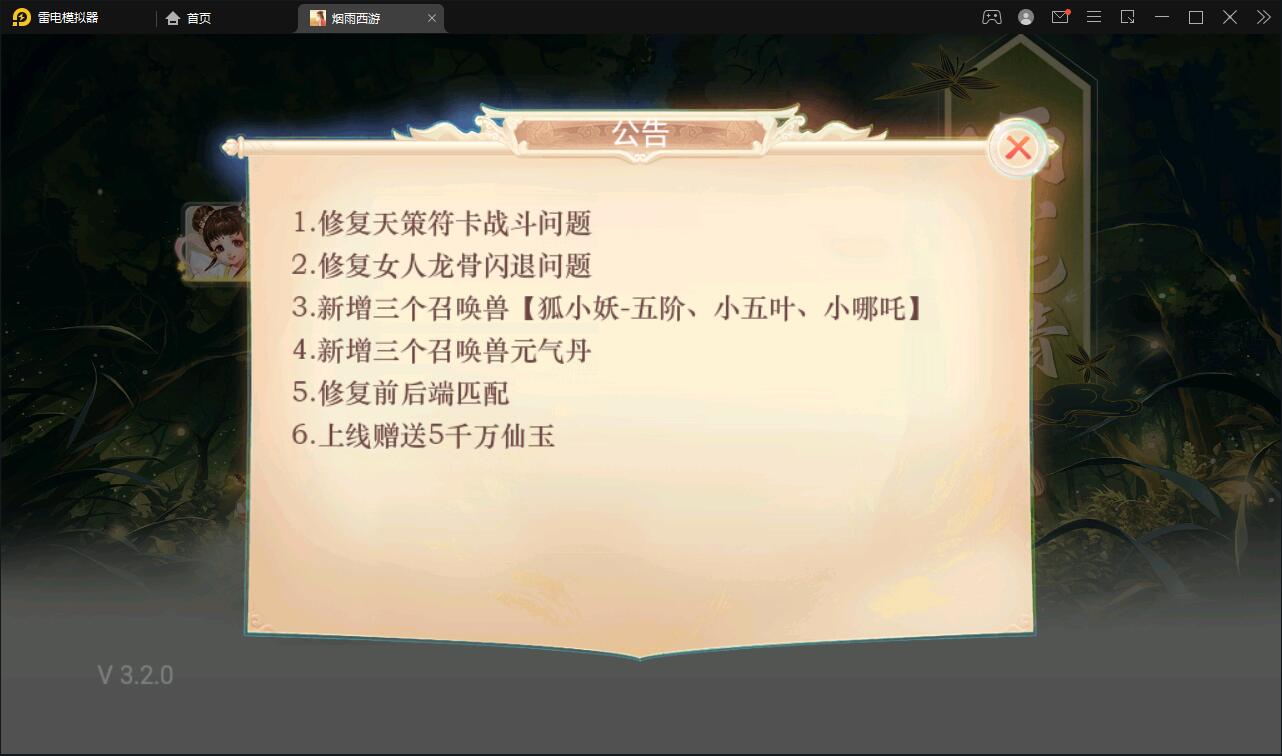 雷电模拟器
首页
烟雨西游
公告
1.修复天策符卡战斗问题
2.修复女人龙骨闪退问题
3.新增三个召唤兽【狐小妖-五阶、小五叶、小哪吒】
4.新增三个召唤兽元气丹
5.修复前后端匹配
6.上线赠送5千万仙玉
V 3.2.0